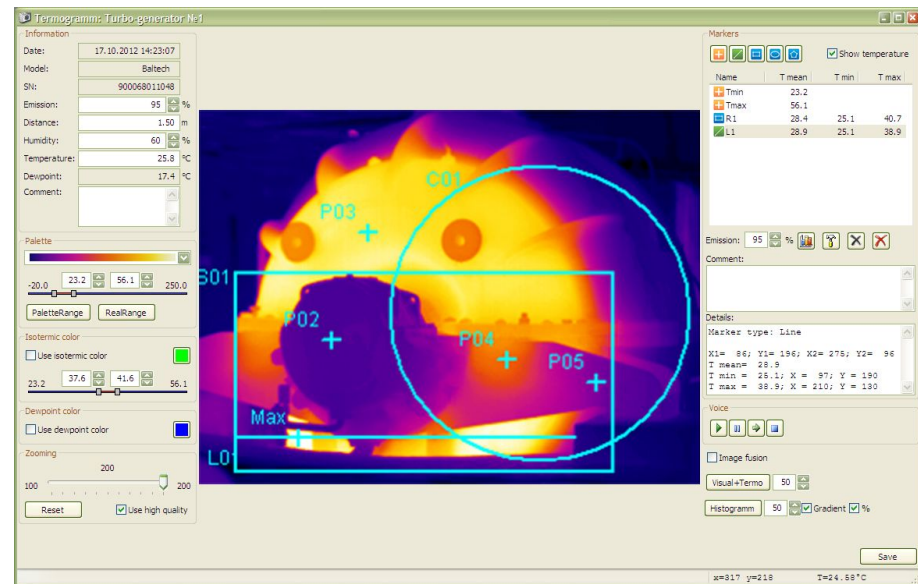 Termogramm: Turbo-generator №1
Information
Date: 17.10.2012 14:23:07
Model: Baltech
SN: 900068011048
Emission: 95 %
Distance: 1.50 m
Humidity: 60 %
Temperature: 25.8 °C
Dewpoint: 17.4 °C
Comment:
Palette
-20.0 23.2 56.1 250.0
PaletteRange RealRange
Isotermic color
Use isotermic color
23.2 37.6 41.6 56.1
Dewpoint color
Use dewpoint color
Zooming
200
100 200
Reset Use high quality
C01
P03
S01
P02
P04
P05
Max
L01
Markers
Show temperature
Name T mean T min T max
Tmin 23.2
Tmax 56.1
R1 28.4 25.1 40.7
L1 28.9 25.1 38.9
Emission: 95 %
Comment:
Details:
Marker type: Line
X1= 86; Y1= 196; X2= 275; Y2= 96
T mean= 28.9
T min = 25.1; X = 97; Y = 190
T max = 38.9; X = 210; Y = 130
Voice
Image fusion
Visual+Termo 50
Histogramm 50 Gradient %
Save
x=317 y=218 T=24.58°C